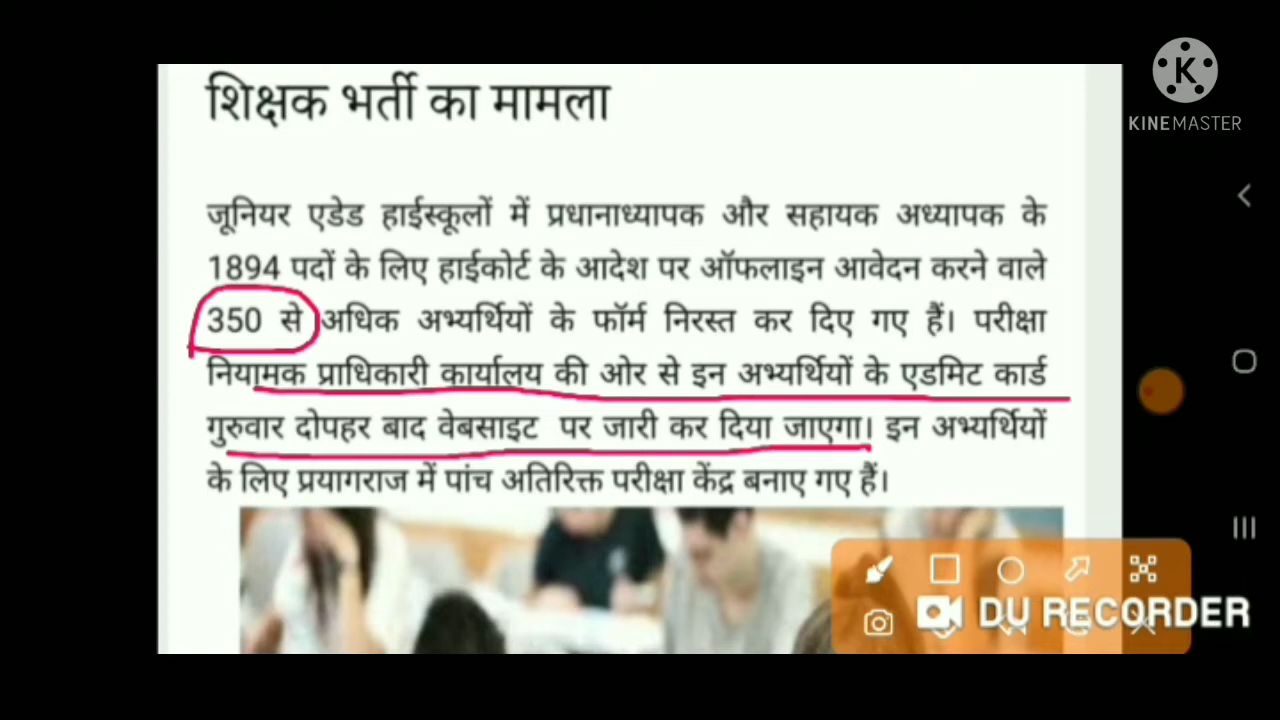 शिक्षक भर्ती का मामला
जूनियर एडेड हाईस्कूलों में प्रधानाध्यापक और सहायक अध्यापक के
1894 पदों के लिए हाईकोर्ट के आदेश पर ऑफलाइन आवेदन करने वाले
350 से अधिक अभ्यर्थियों के फॉर्म निरस्त कर दिए गए हैं। परीक्षा
नियामक प्राधिकारी कार्यालय की ओर से इन अभ्यर्थियों के एडमिट कार्ड
गुरुवार दोपहर बाद वेबसाइट पर जारी कर दिया जाएगा। इन अभ्यर्थियों
के लिए प्रयागराज में पांच अतिरिक्त परीक्षा केंद्र बनाए गए हैं।
K
KINEMASTER
DU RECORDER